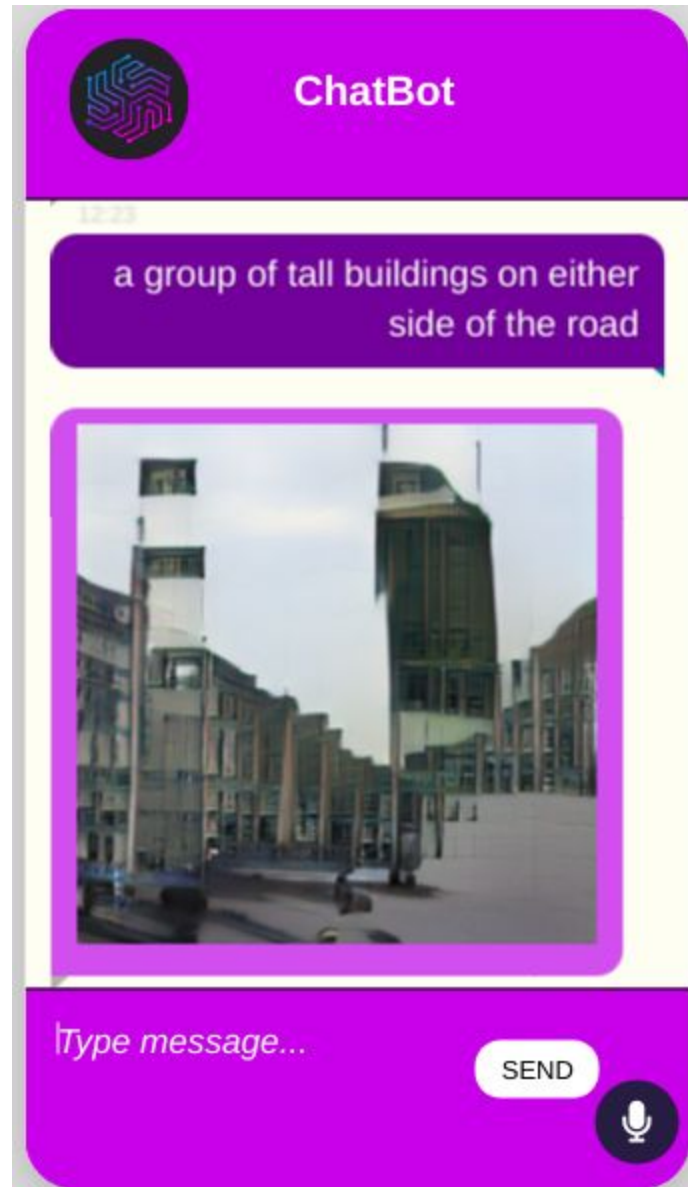 ChatBot
12:23
a group of tall buildings on either
side of the road
Type message...
SEND